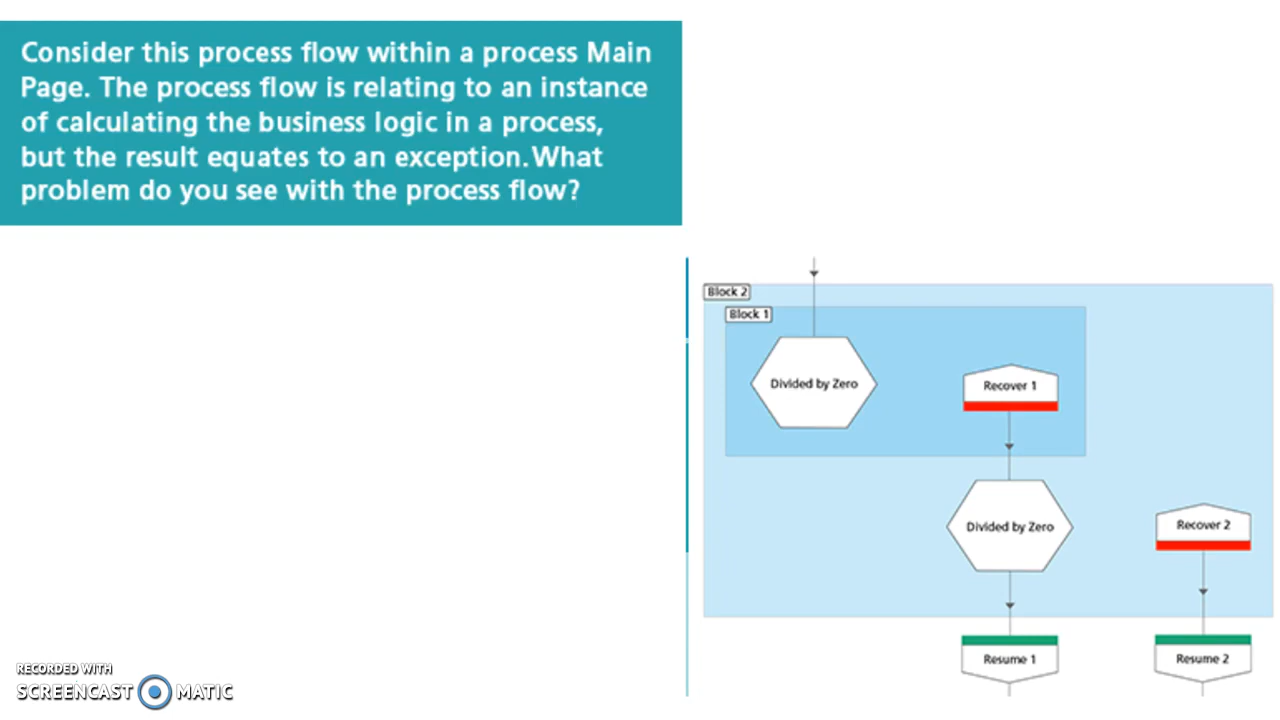 Consider this process flow within a process Main
Page. The process flow is relating to an instance
of calculating the business logic in a process,
but the result equates to an exception. What
problem do you see with the process flow?
Block 2
Block 1
Divided by Zero
Recover 1
Divided by Zero
Recover 2
Resume 1
Resume 2
RECORDED WITH
SCREENCAST MATIC